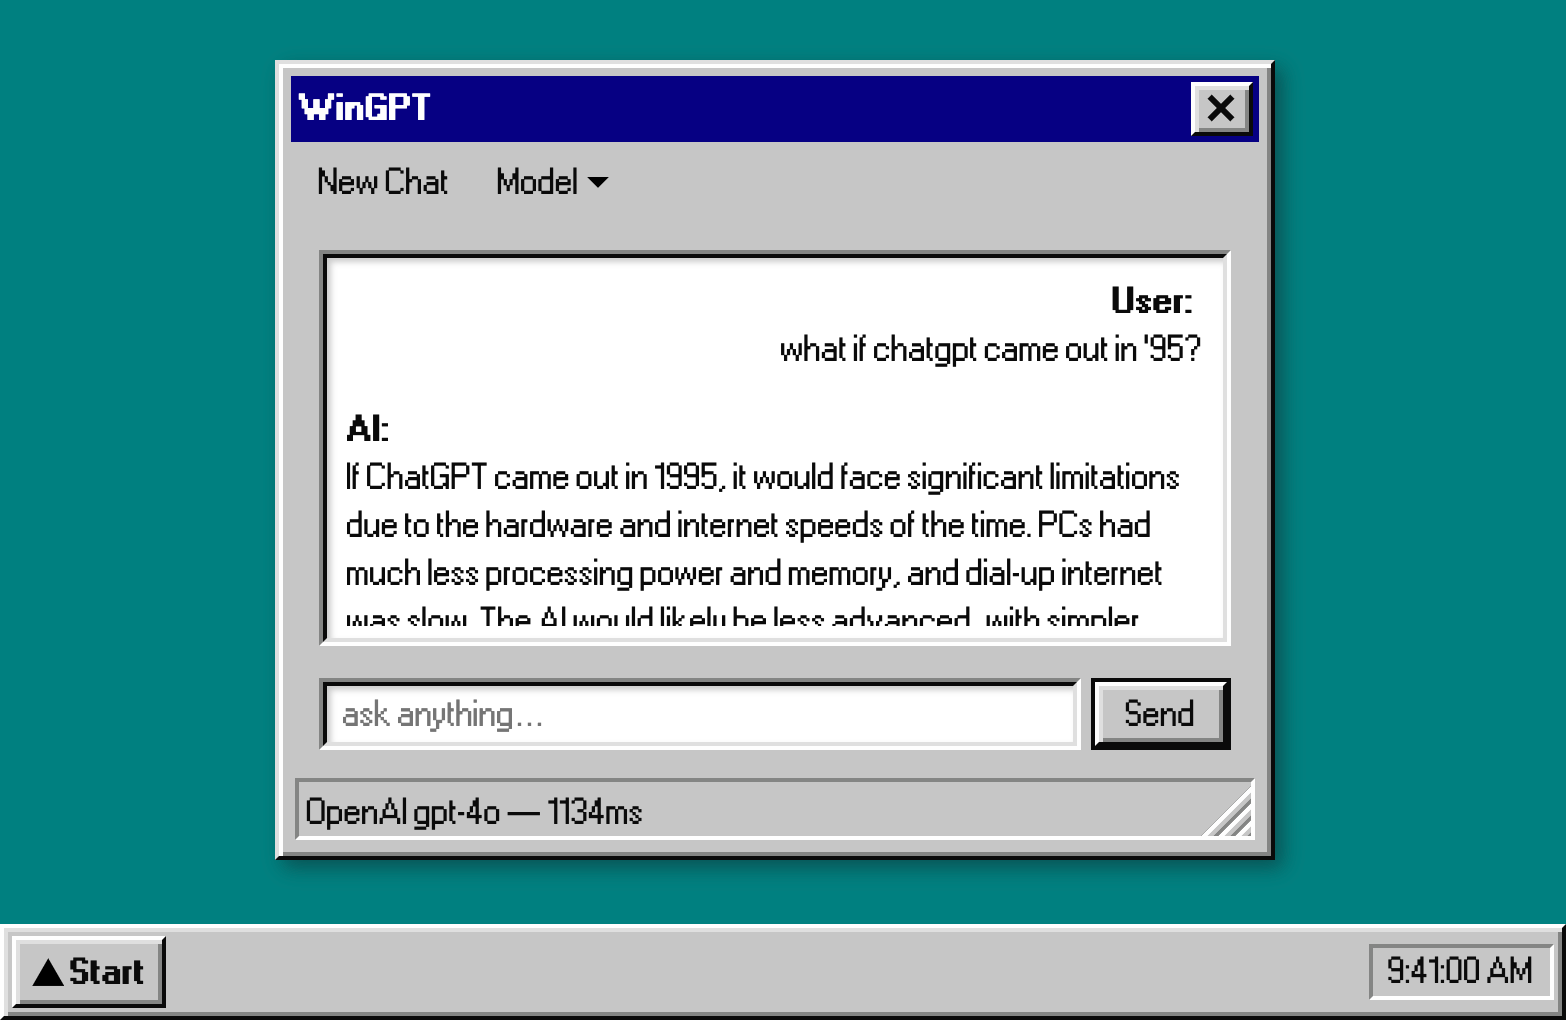 WinGPT
New Chat Model
User:
what if chatgpt came out in '95?
AI:
If ChatGPT came out in 1995, it would face significant limitations
due to the hardware and internet speeds of the time. PCs had
much less processing power and memory, and dial-up internet
was slow. The AI would likely be less advanced, with simpler
ask anything...
Send
OpenAI gpt-4o — 1134ms
Start
9:41:00 AM